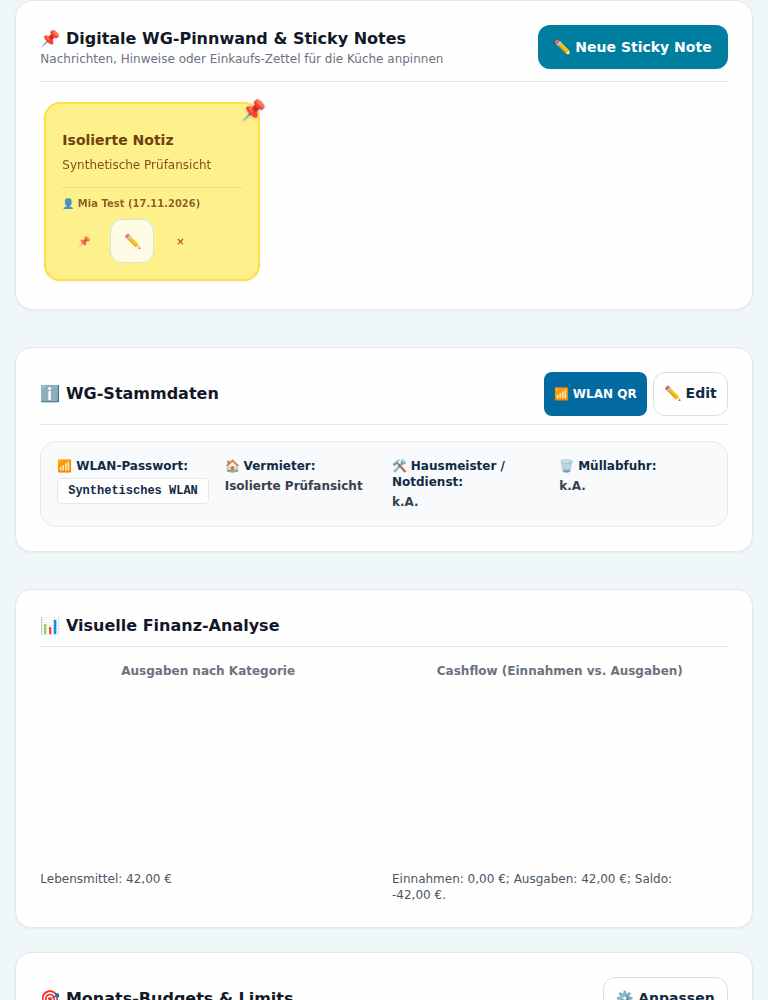 📌 Digitale WG-Pinnwand & Sticky Notes
Nachrichten, Hinweise oder Einkaufs-Zettel für die Küche anpinnen
✏️ Neue Sticky Note
Isolierte Notiz
Synthetische Prüfansicht
👤 Mia Test (17.11.2026)
📌 ✏️ ×
ℹ️ WG-Stammdaten
📶 WLAN QR
✏️ Edit
📶 WLAN-Passwort:
Synthetisches WLAN
🏠 Vermieter:
Isolierte Prüfansicht
🛠️ Hausmeister /
Notdienst:
k.A.
🗑️ Müllabfuhr:
k.A.
📊 Visuelle Finanz-Analyse
Ausgaben nach Kategorie
Cashflow (Einnahmen vs. Ausgaben)
Lebensmittel: 42,00 €
Einnahmen: 0,00 €; Ausgaben: 42,00 €; Saldo:
-42,00 €.
🎯 Monats-Budgets & Limits
⚙️ Anpassen